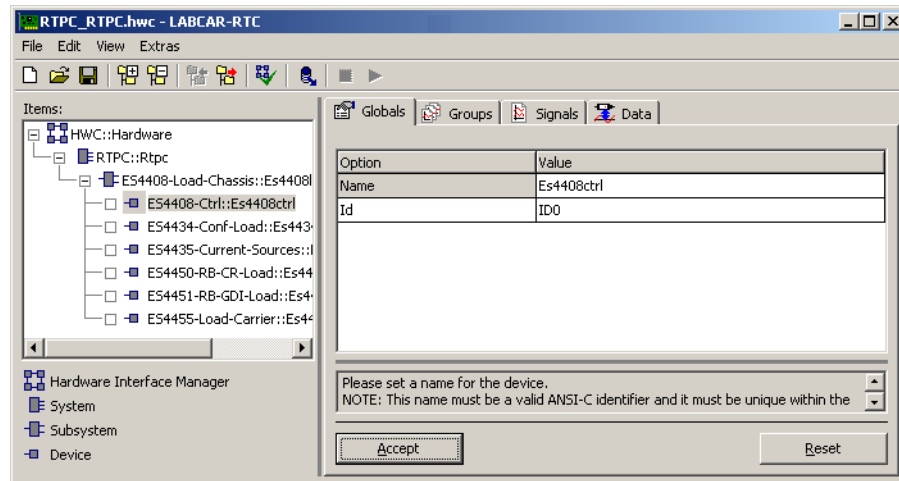 RTPC_RTPC.hwc - LABCAR-RTC
File Edit View Extras
Items:
HWC::Hardware
RTPC::Rtpc
ES4408-Load-Chassis::Es4408l
ES4408-Ctrl::Es4408ctrl
ES4434-Conf-Load::Es443
ES4435-Current-Sources::
ES4450-RB-CR-Load::Es44
ES4451-RB-GDI-Load::Es4
ES4455-Load-Carrier::Es44
Hardware Interface Manager
System
Subsystem
Device
Globals Groups Signals Data
Option Value
Name Es4408ctrl
Id ID0
Please set a name for the device.
NOTE: This name must be a valid ANSI-C identifier and it must be unique within the
Accept Reset